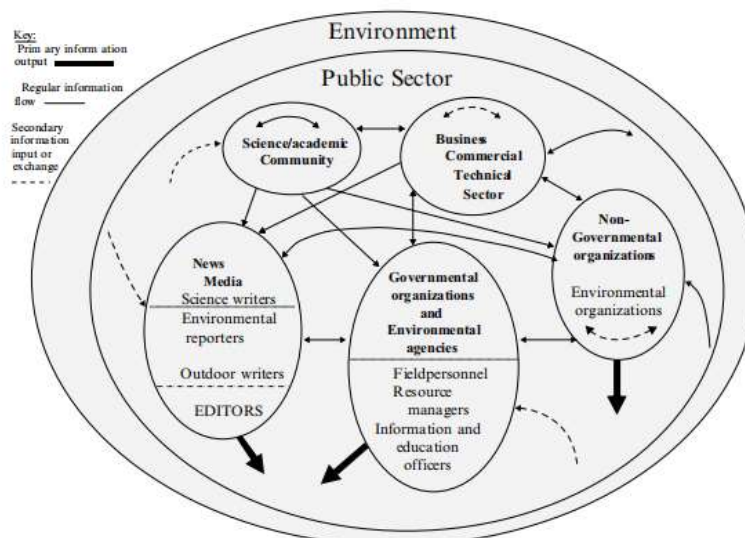 Environment
Public Sector
Key:
Prim ary inform ation
output
Regular information
flow
Secondary
information
input or
exchange
Science/academic
Community
Business
Commercial
Technical
Sector
Non-
Governmental
organizations
Environmental
organizations
News
Media
Science writers
Environmental
reporters
Outdoor writers
EDITORS
Governmental
organizations
and
Environmental
agencies
Fieldpersonnel
Resource
managers
Information and
education
officers